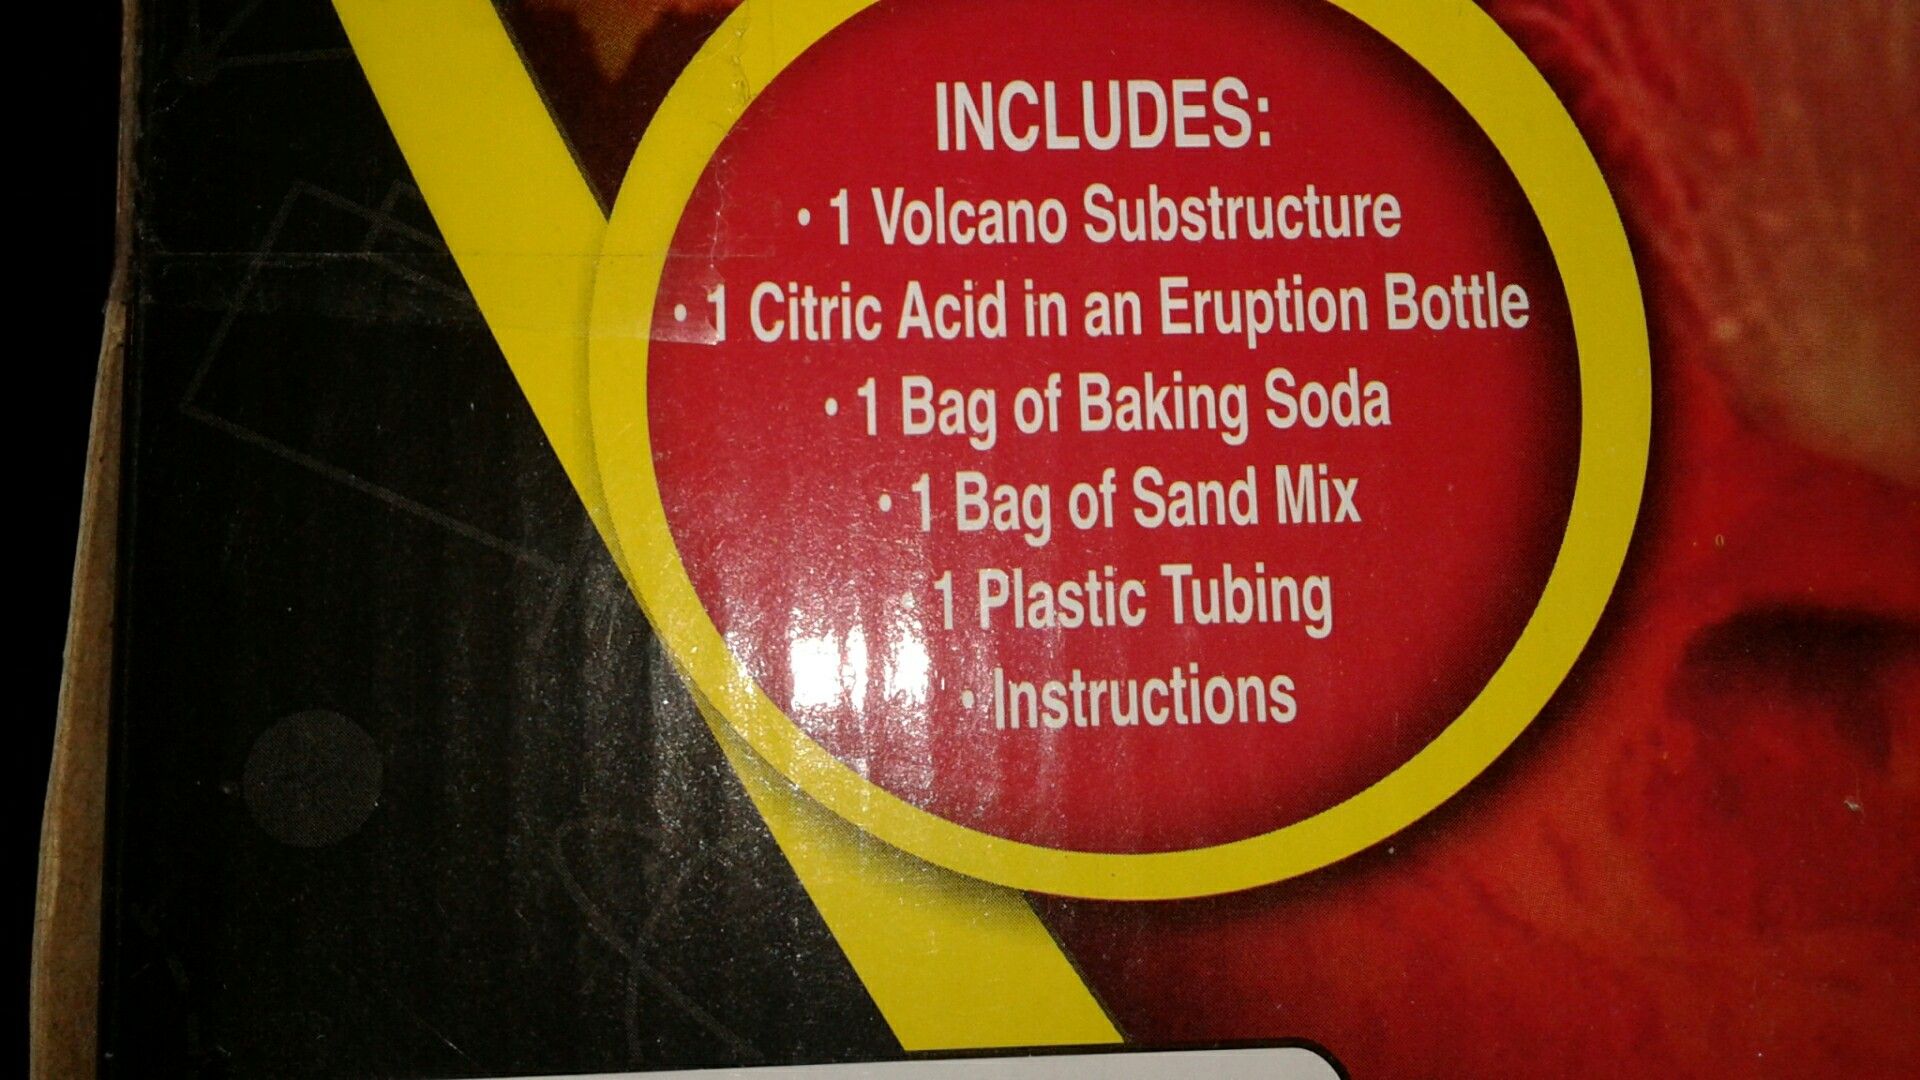 INCLUDES:
• 1 Volcano Substructure
• 1 Citric Acid in an Eruption Bottle
• 1 Bag of Baking Soda
• 1 Bag of Sand Mix
• 1 Plastic Tubing
• Instructions